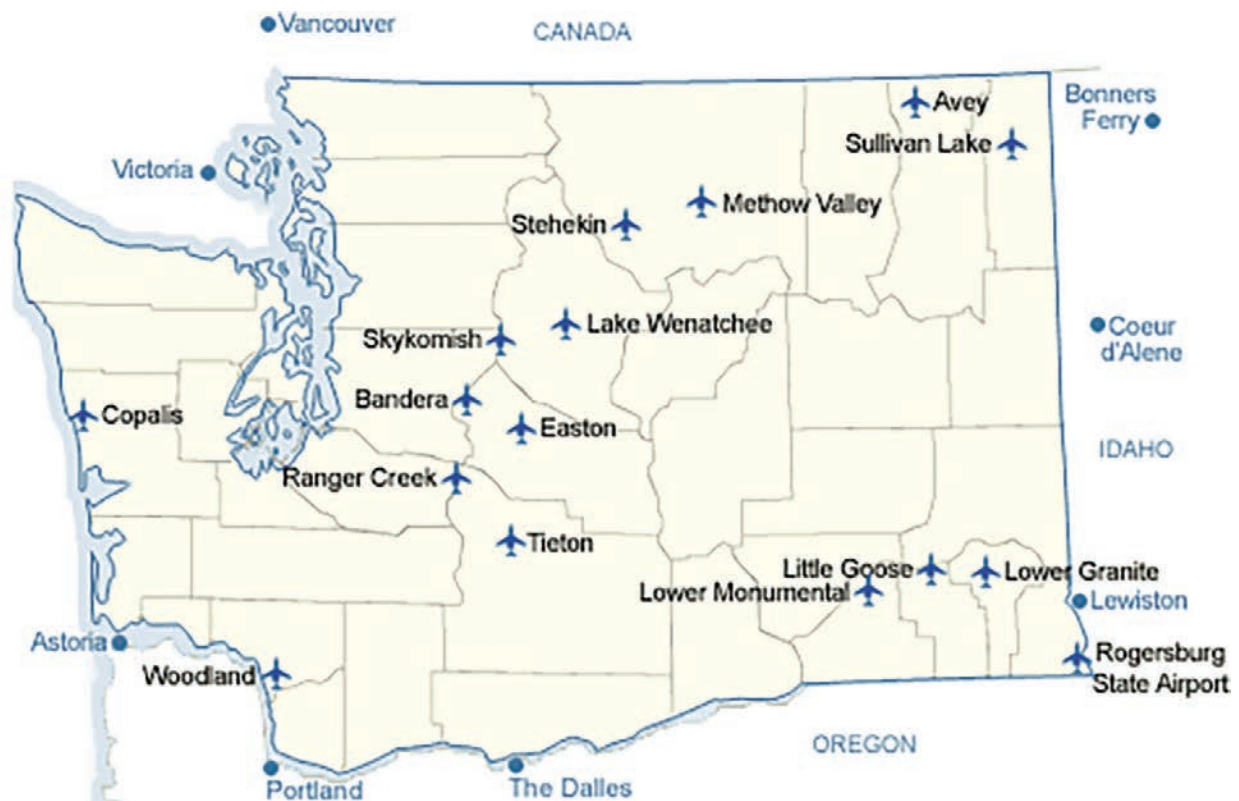 Vancouver
CANADA
Avey
Bonners
Ferry
Sullivan Lake
Victoria
Methow Valley
Stehekin
Lake Wenatchee
Skykomish
Coeur
d'Alene
Bandera
Copalis
Easton
IDAHO
Ranger Creek
Tieton
Little Goose
Lower Granite
Lower Monumental
Lewiston
Astoria
Rogersburg
State Airport
Woodland
OREGON
Portland
The Dalles